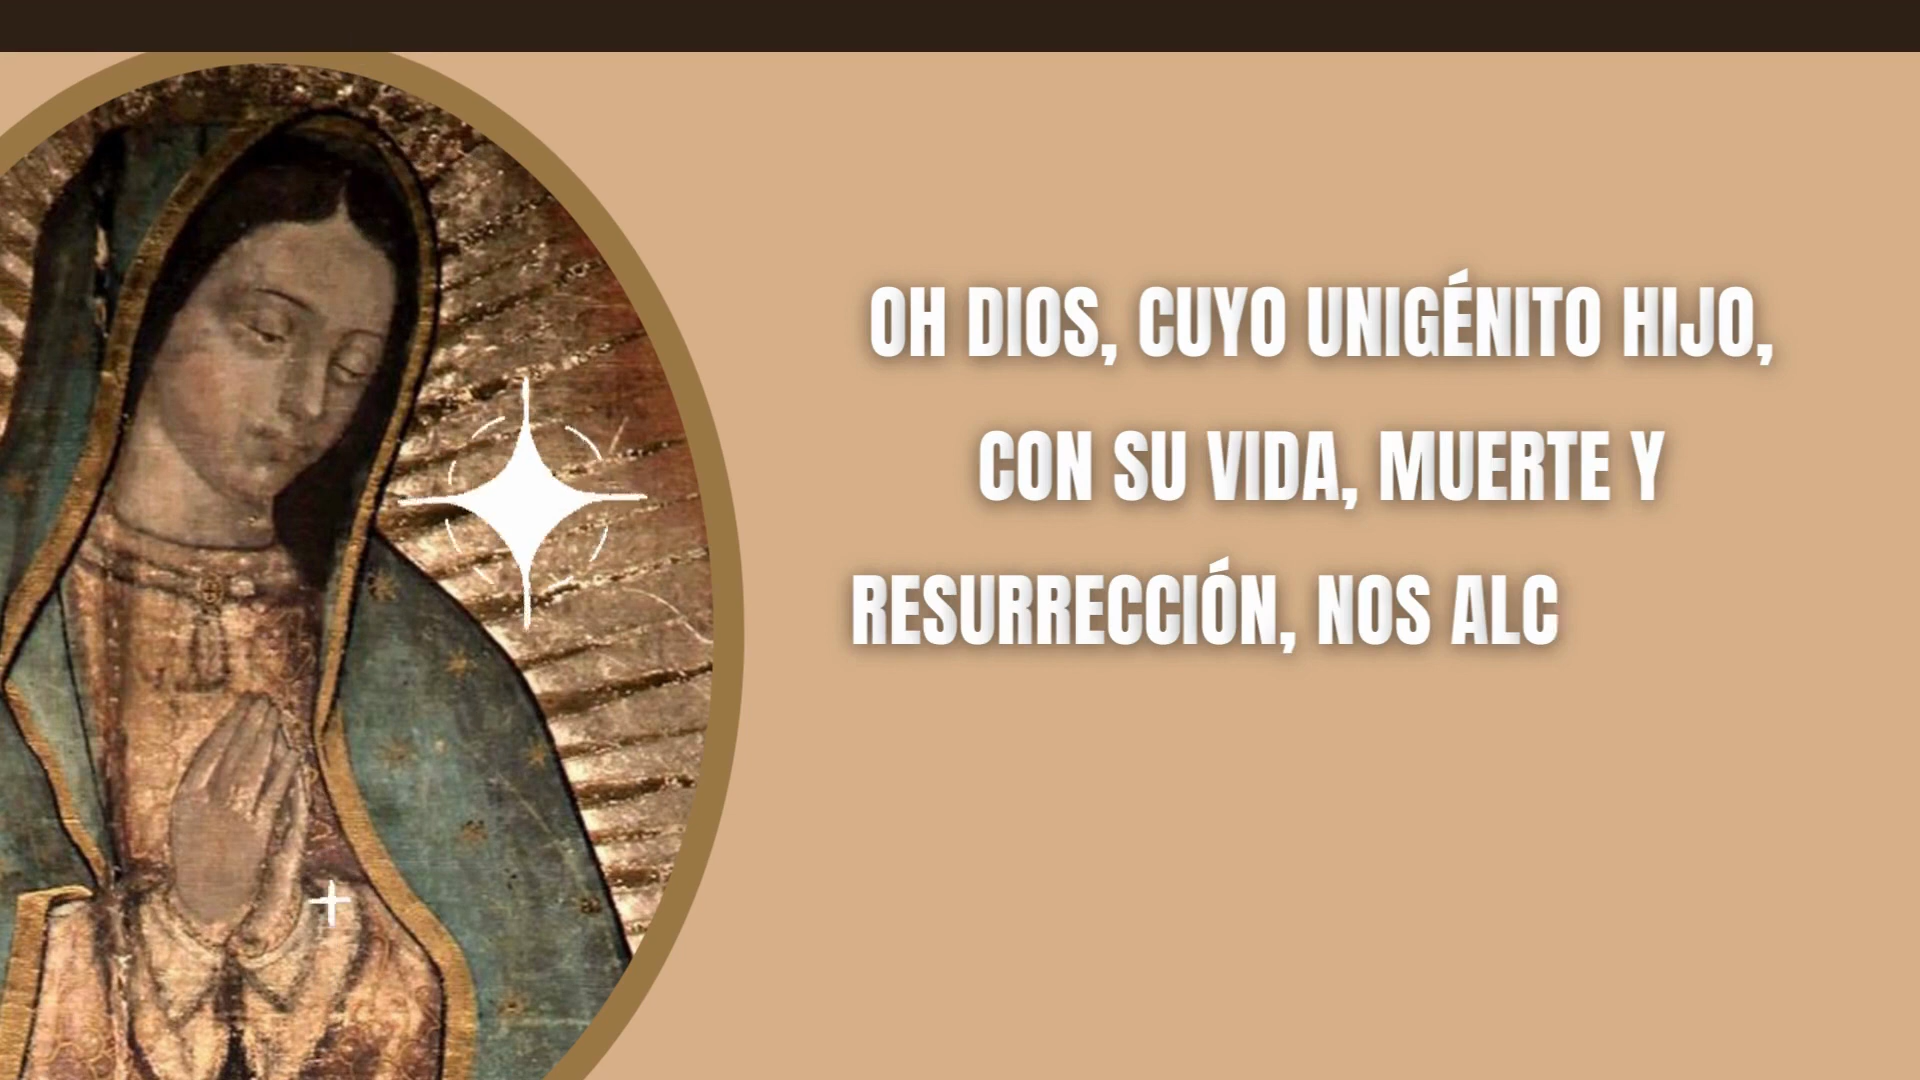 OH DIOS, CUYO UNIGÉNITO HIJO,
CON SU VIDA, MUERTE Y
RESURRECCIÓN, NOS ALC